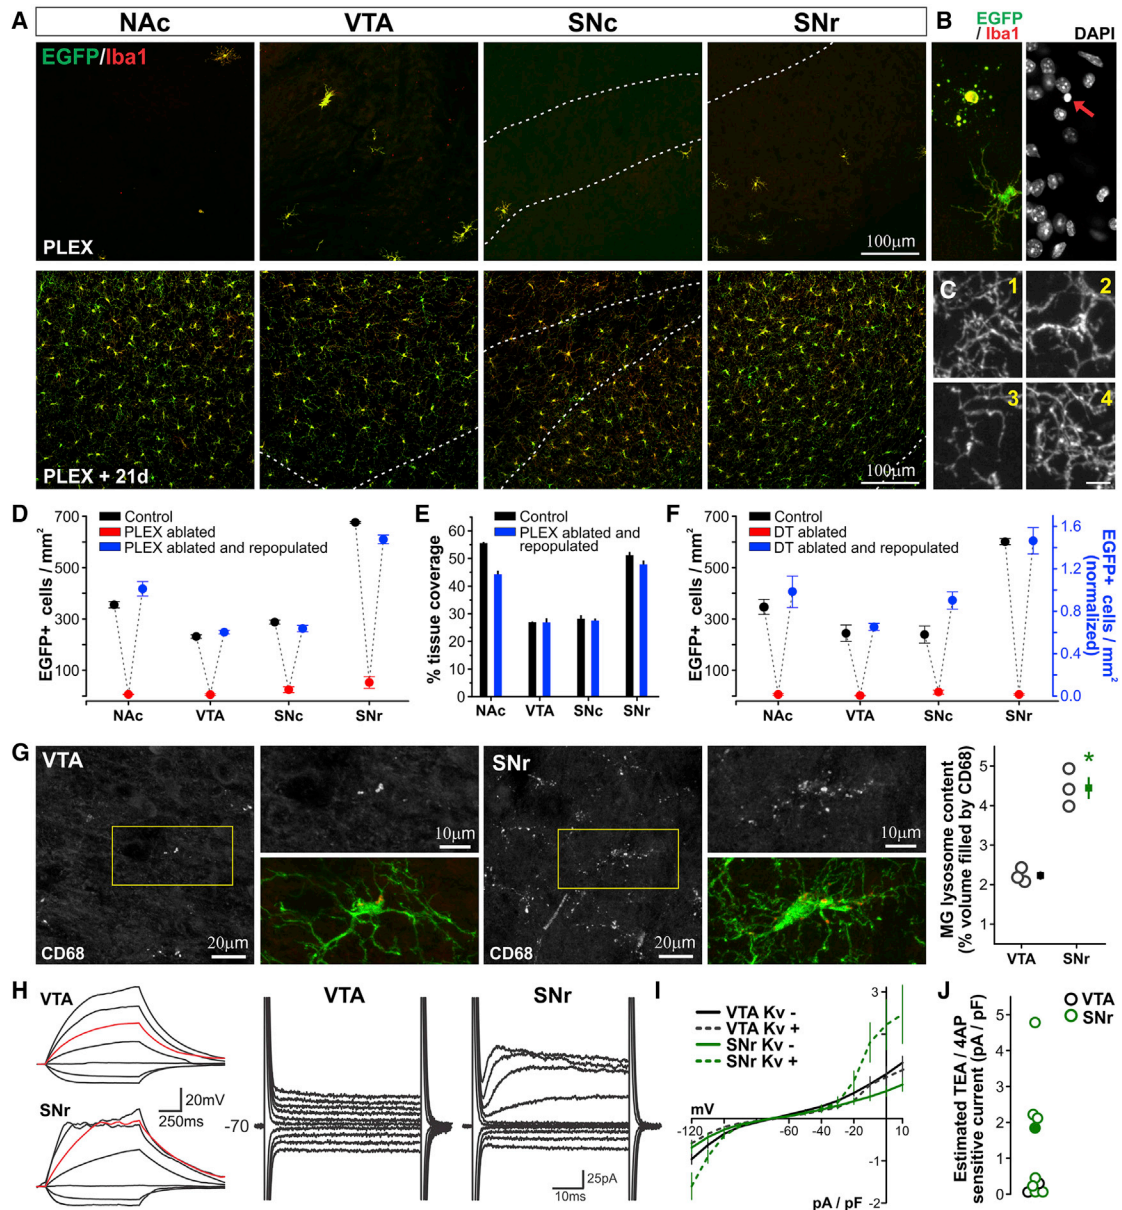 A NAc VTA SNc SNr
B EGFP / Iba1 DAPI
EGFP/Iba1
PLEX
100µm
C 1 2
3 4
PLEX + 21d
100µm
D
EGFP+ cells / mm²
700
500
300
100
Control
PLEX ablated
PLEX ablated and repopulated
NAc VTA SNc SNr
E
% tissue coverage
60
50
40
30
20
10
0
Control
PLEX ablated and
repopulated
NAc VTA SNc SNr
F
EGFP+ cells / mm²
700
500
300
100
Control
DT ablated
DT ablated and repopulated
NAc VTA SNc SNr
1.6
1.2
0.8
0.4
0.0
EGFP+ cells / mm²
(normalized)
G
VTA
CD68
20µm
10µm
SNr
CD68
20µm
10µm
MG lysosome content
(% volume filled by CD68)
5
4
3
2
1
*
VTA SNr
H
VTA
SNr
20mV
250ms
VTA SNr
-70
25pA
10ms
I
VTA Kv -
VTA Kv +
SNr Kv -
SNr Kv +
3
mV
-120 -60 -40 -20 10
-1
-2
pA / pF
J
VTA
SNr
Estimated TEA / 4AP
sensitive current (pA / pF)
5
4
3
2
1
0